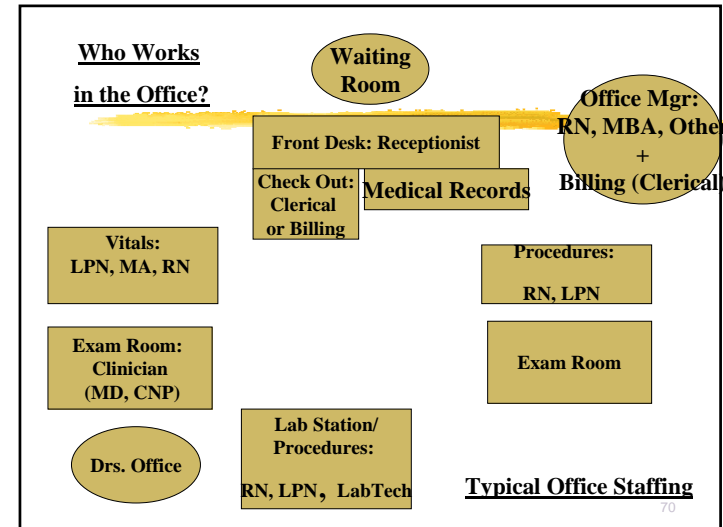 Who Works
in the Office?
Waiting
Room
Office Mgr:
RN, MBA, Other
+
Billing (Clerical)
Front Desk: Receptionist
Check Out:
Clerical
or Billing
Medical Records
Vitals:
LPN, MA, RN
Procedures:
RN, LPN
Exam Room:
Clinician
(MD, CNP)
Exam Room
Drs. Office
Lab Station/
Procedures:
RN, LPN, LabTech
Typical Office Staffing
70